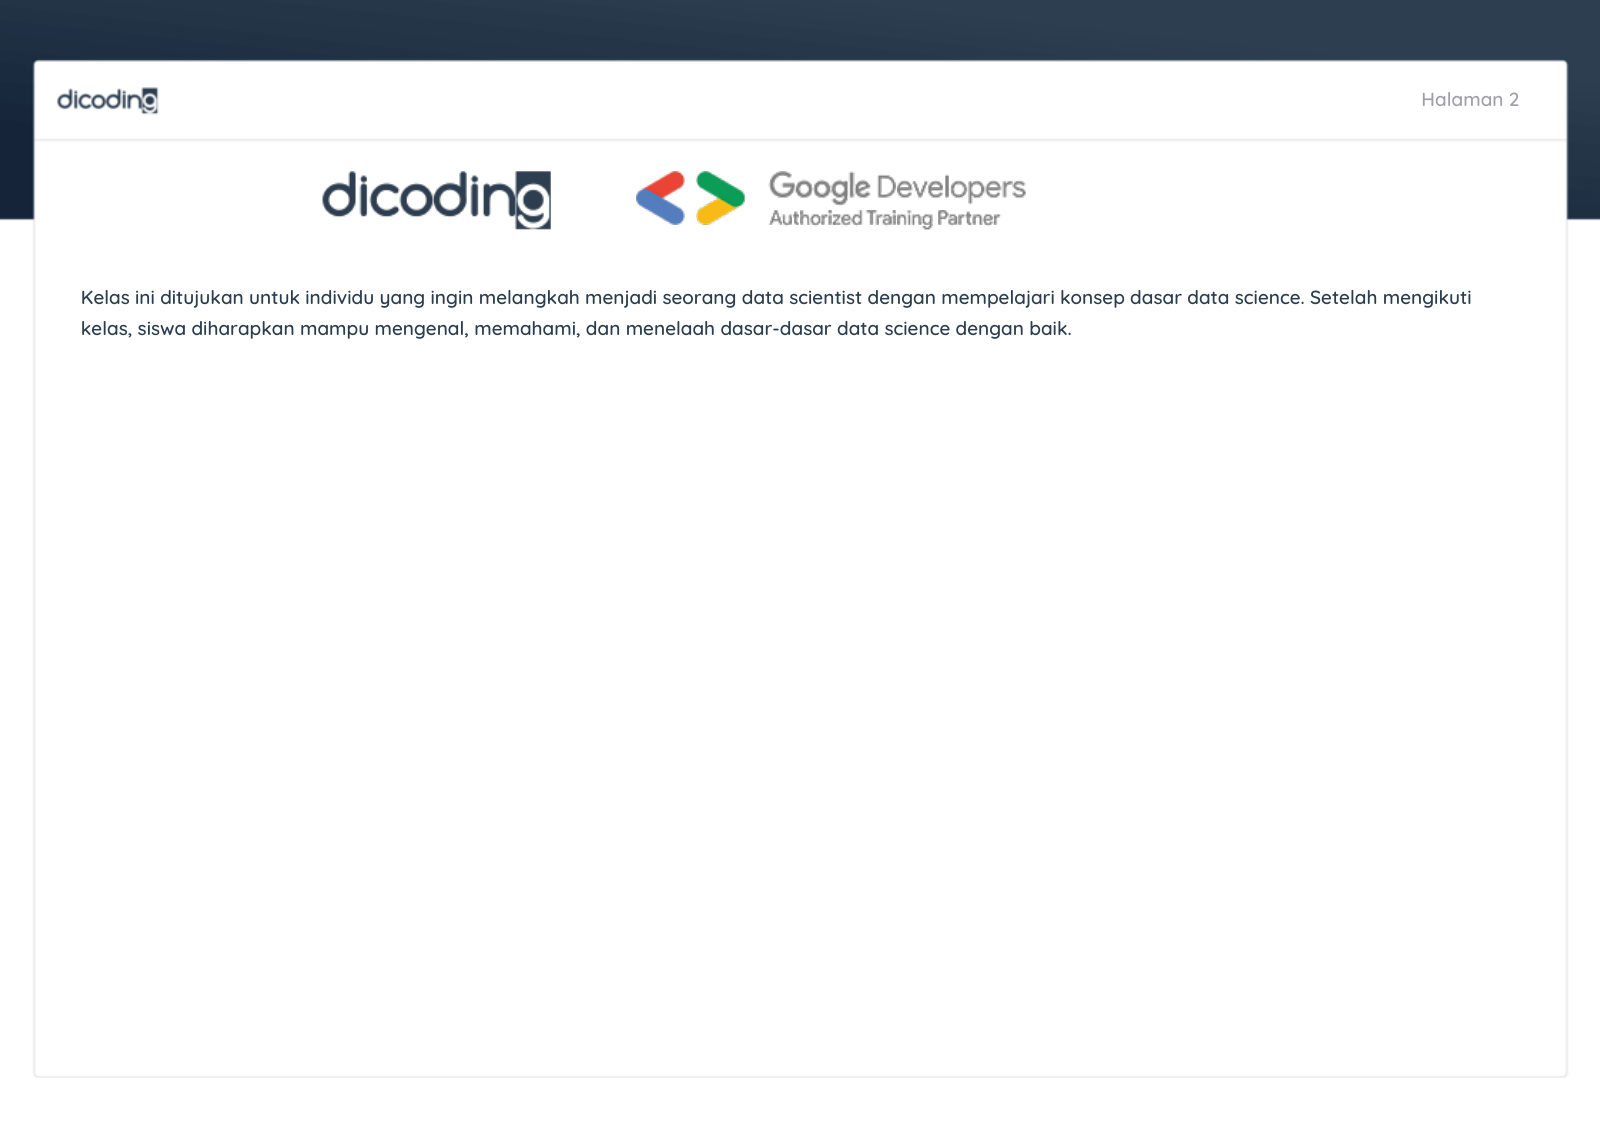 dicoding
Halaman 2
dicoding
Google Developers
Authorized Training Partner
Kelas ini ditujukan untuk individu yang ingin melangkah menjadi seorang data scientist dengan mempelajari konsep dasar data science. Setelah mengikuti
kelas, siswa diharapkan mampu mengenal, memahami, dan menelaah dasar-dasar data science dengan baik.